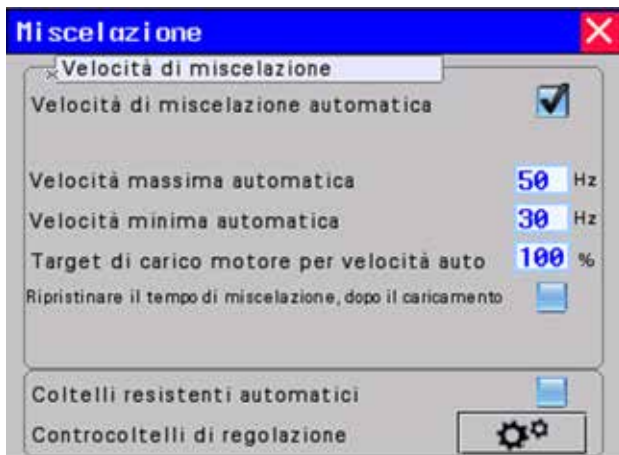 Miscelazione
Velocità di miscelazione
Velocità di miscelazione automatica
Velocità massima automatica 50 Hz
Velocità minima automatica 30 Hz
Target di carico motore per velocità auto 100 %
Ripristinare il tempo di miscelazione, dopo il caricamento
Coltelli resistenti automatici
Controcoltelli di regolazione